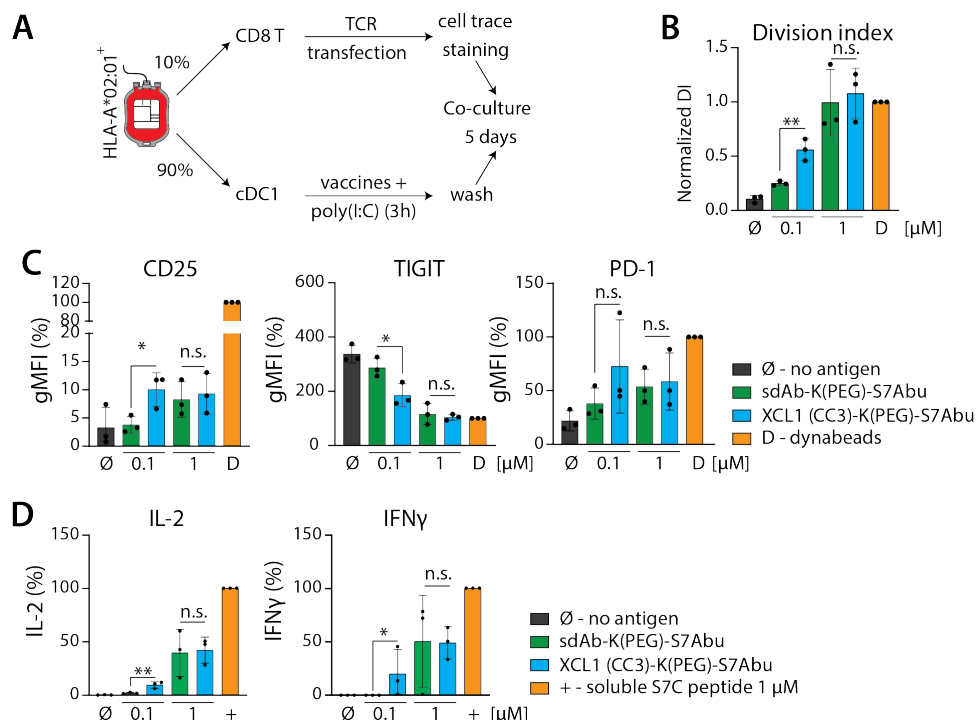 A
HLA-A*02:01+
10%
CD8 T
TCR
transfection
cell trace
staining
Co-culture
5 days
90%
cDC1
vaccines +
poly(I:C) (3h)
wash
B
Division index
Normalized DI
1.5
1.0
0.5
0.0
**
n.s.
Ø 0.1 1 D [μM]
C
CD25
gMFI (%)
120
100
80
20
15
10
5
0
*
n.s.
Ø 0.1 1 D
TIGIT
gMFI (%)
600
400
200
0
*
n.s.
Ø 0.1 1 D [μM]
PD-1
gMFI (%)
150
100
50
0
n.s.
n.s.
Ø 0.1 1 D [μM]
Ø - no antigen
sdAb-K(PEG)-S7Abu
XCL1 (CC3)-K(PEG)-S7Abu
D - dynabeads
D
IL-2
IL-2 (%)
150
100
50
0
**
n.s.
Ø 0.1 1 +
IFNγ
IFNγ (%)
150
100
50
0
*
n.s.
Ø 0.1 1 + [μM]
Ø - no antigen
sdAb-K(PEG)-S7Abu
XCL1 (CC3)-K(PEG)-S7Abu
+ - soluble S7C peptide 1 μM